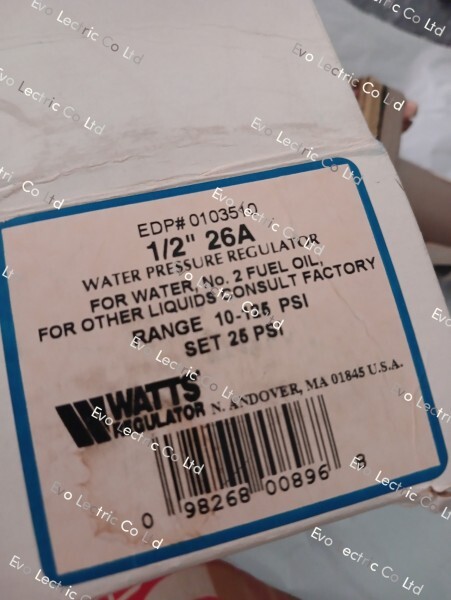 EDP# 0103510
1/2" 26A
WATER PRESSURE REGULATOR
FOR WATER, No. 2 FUEL OIL,
FOR OTHER LIQUIDS CONSULT FACTORY
RANGE 10-125 PSI
SET 25 PSI
WATTS
REGULATOR N. ANDOVER, MA 01845 U.S.A.
0 98268 00896 8
Evo Lectric Co Ltd